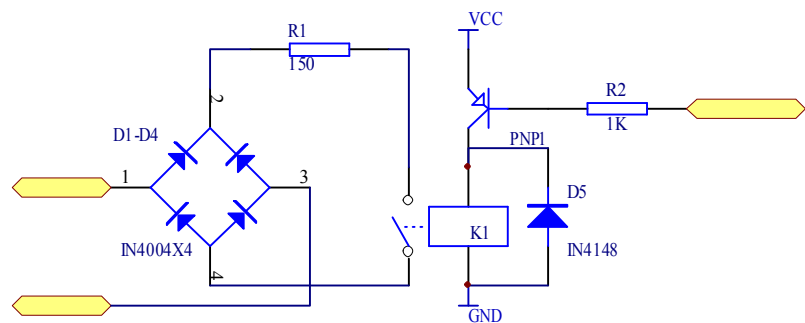 VCC
R1
150
R2
1K
2
D1-D4
PNP1
1
3
D5
K1
IN4004X4
IN4148
4
GND